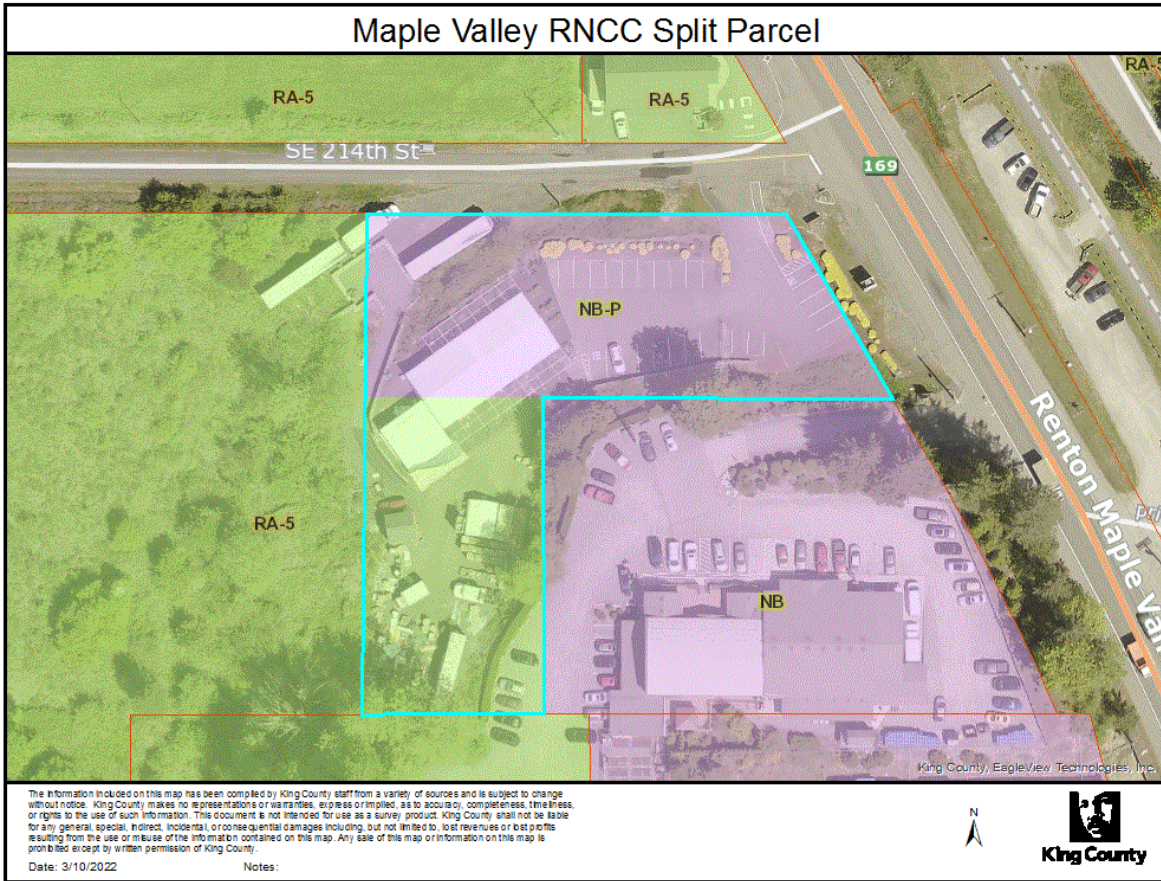 Maple Valley RNCC Split Parcel
RA-5
RA-5
RA-5
SE 214th St
169
NB-P
Renton Maple Val
pri
RA-5
NB
King County, EagleView Technologies, Inc.
The information included on this map has been compiled by King County staff from a variety of sources and is subject to change
without notice. King County makes no representations or warranties, express or implied, as to accuracy, completeness, timeliness,
or rights to the use of such information. This document is not intended for use as a survey product. King County shall not be liable
for any general, special, indirect, incidental, or consequential damages including, but not limited to, lost revenues or lost profits
resulting from the use or misuse of the information contained on this map. Any sale of this map or information on this map is
prohibited except by written permission of King County.
Date: 3/10/2022 Notes:
N
King County